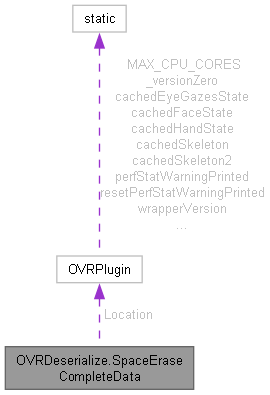 static
MAX_CPU_CORES
_versionZero
cachedEyeGazesState
cachedFaceState
cachedHandState
cachedSkeleton
cachedSkeleton2
perfStatWarningPrinted
resetPerfStatWarningPrinted
wrapperVersion
...
OVRPlugin
Location
OVRDeserialize.SpaceErase
CompleteData